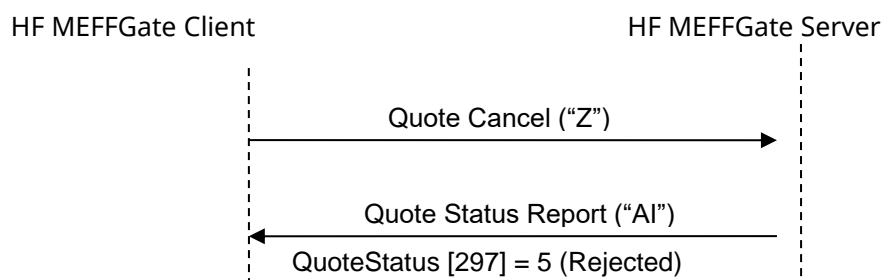 HF MEFFGate Client
HF MEFFGate Server
Quote Cancel (“Z”)
Quote Status Report (“AI”)
QuoteStatus [297] = 5 (Rejected)